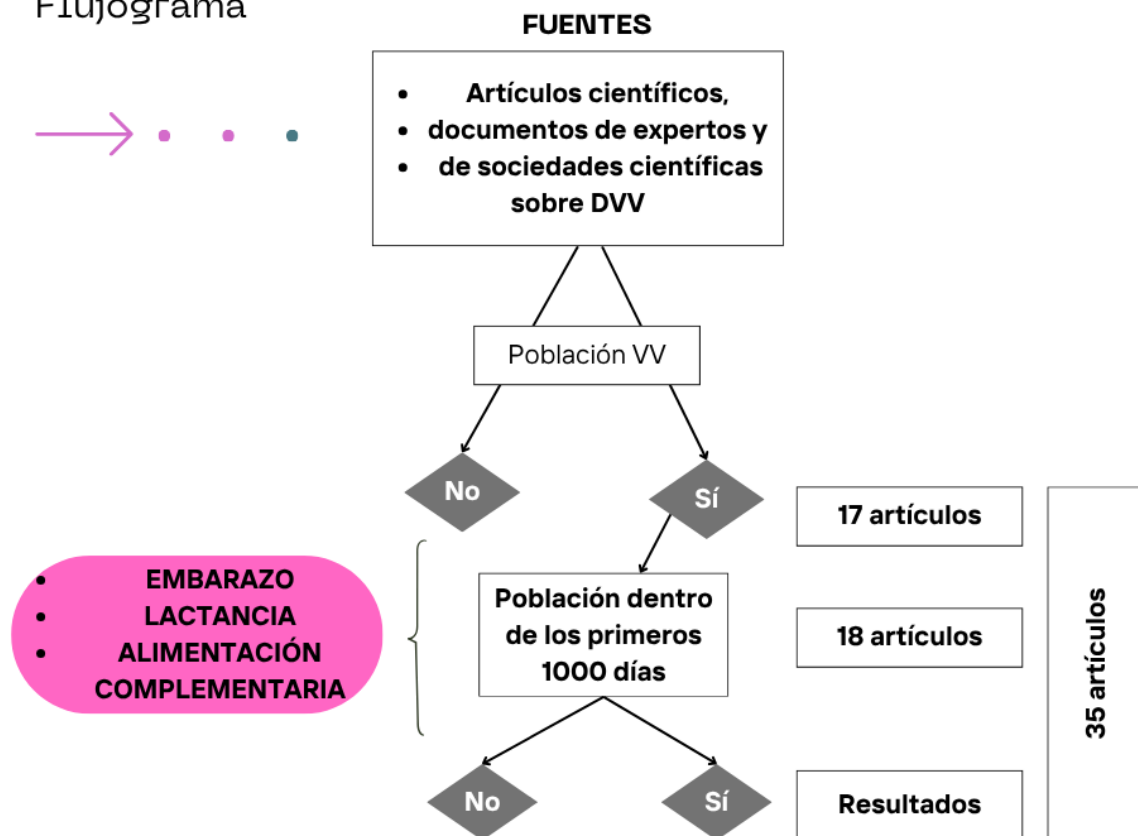 Flujograma
FUENTES
• Artículos científicos,
• documentos de expertos y
• de sociedades científicas
sobre DVV
Población VV
No
Sí
17 artículos
• EMBARAZO
• LACTANCIA
• ALIMENTACIÓN
COMPLEMENTARIA
Población dentro
de los primeros
1000 días
18 artículos
35 artículos
No
Sí
Resultados